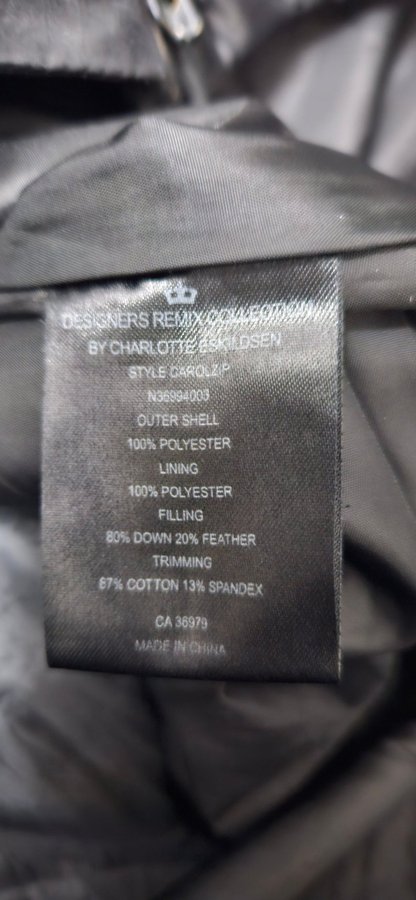 DESIGNERS REMIX COLLECTION
BY CHARLOTTE ESKILDSEN
STYLE CAROLZIP
N36994003
OUTER SHELL
100% POLYESTER
LINING
100% POLYESTER
FILLING
80% DOWN 20% FEATHER
TRIMMING
87% COTTON 13% SPANDEX
CA 36979
MADE IN CHINA